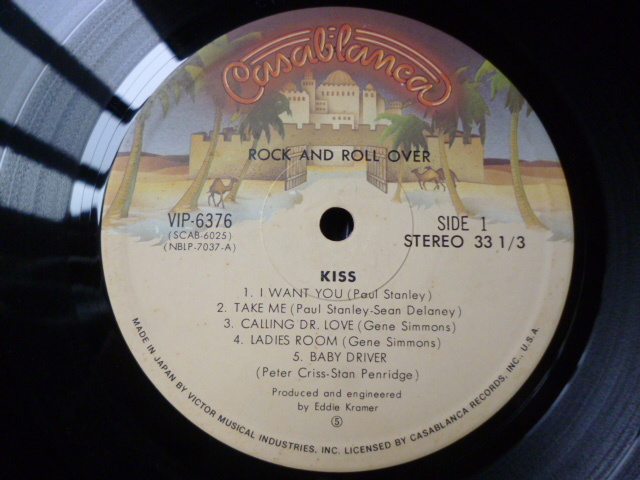 Casablanca
ROCK AND ROLL OVER
VIP-6376
(SCAB-6025)
(NBLP-7037-A)
SIDE 1
STEREO 33 1/3
KISS
1. I WANT YOU (Paul Stanley)
2. TAKE ME (Paul Stanley-Sean Delaney)
3. CALLING DR. LOVE (Gene Simmons)
4. LADIES ROOM (Gene Simmons)
5. BABY DRIVER
(Peter Criss-Stan Penridge)
Produced and engineered
by Eddie Kramer
S
MADE IN JAPAN BY VICTOR MUSICAL INDUSTRIES, INC. LICENSED BY CASABLANCA RECORDS, INC., U.S.A.